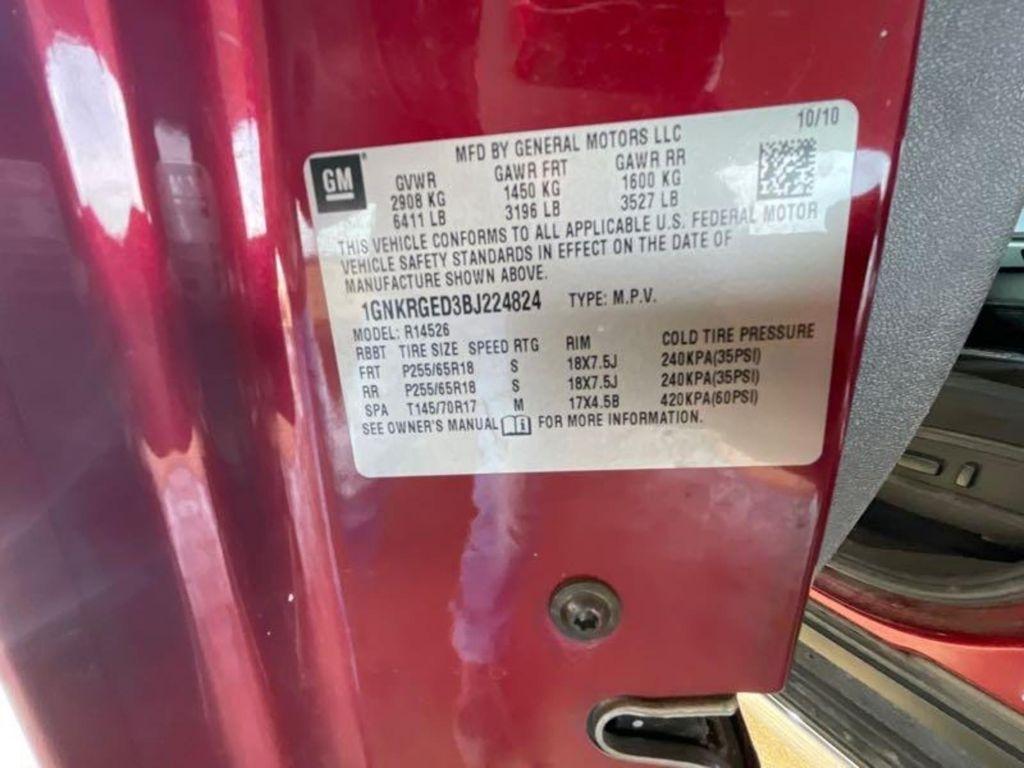 10/10
GM
MFD BY GENERAL MOTORS LLC
GVWR GAWR FRT GAWR RR
2908 KG 1450 KG 1600 KG
6411 LB 3196 LB 3527 LB
THIS VEHICLE CONFORMS TO ALL APPLICABLE U.S. FEDERAL MOTOR
VEHICLE SAFETY STANDARDS IN EFFECT ON THE DATE OF
MANUFACTURE SHOWN ABOVE.
1GNKRGED3BJ224824 TYPE: M.P.V.
MODEL: R14526
RBBT TIRE SIZE SPEED RTG RIM COLD TIRE PRESSURE
FRT P255/65R18 S 18X7.5J 240KPA(35PSI)
RR P255/65R18 S 18X7.5J 240KPA(35PSI)
SPA T145/70R17 M 17X4.5B 420KPA(60PSI)
SEE OWNER'S MANUAL FOR MORE INFORMATION.